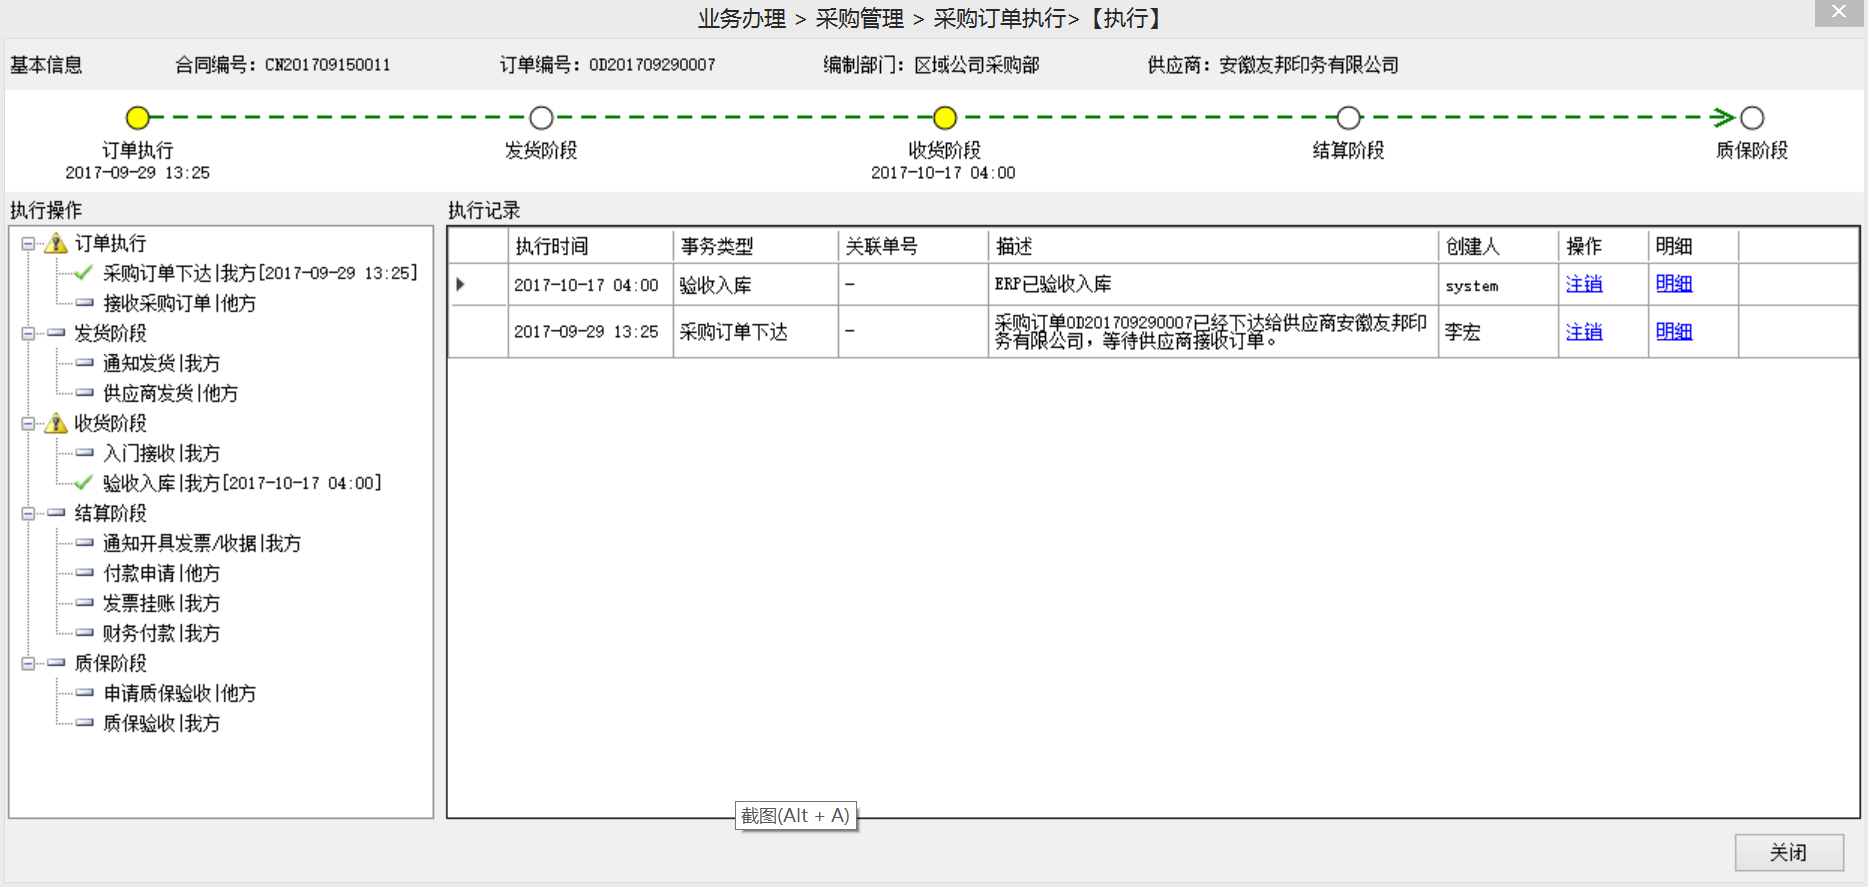 业务办理 > 采购管理 > 采购订单执行>【执行】
基本信息 合同编号：CN201709150011 订单编号：OD201709290007 编制部门：区域公司采购部 供应商：安徽友邦印务有限公司
订单执行 发货阶段 收货阶段 结算阶段 质保阶段
2017-09-29 13:25 2017-10-17 04:00
执行操作
订单执行
采购订单下达|我方[2017-09-29 13:25]
接收采购订单|他方
发货阶段
通知发货|我方
供应商发货|他方
收货阶段
入门接收|我方
验收入库|我方[2017-10-17 04:00]
结算阶段
通知开具发票/收据|我方
付款申请|他方
发票挂账|我方
财务付款|我方
质保阶段
申请质保验收|他方
质保验收|我方
执行记录
执行时间 事务类型 关联单号 描述 创建人 操作 明细
2017-10-17 04:00 验收入库 - ERP已验收入库 system 注销 明细
2017-09-29 13:25 采购订单下达 - 采购订单OD201709290007已经下达给供应商安徽友邦印
务有限公司，等待供应商接收订单。 李宏 注销 明细
截图(Alt + A)
关闭